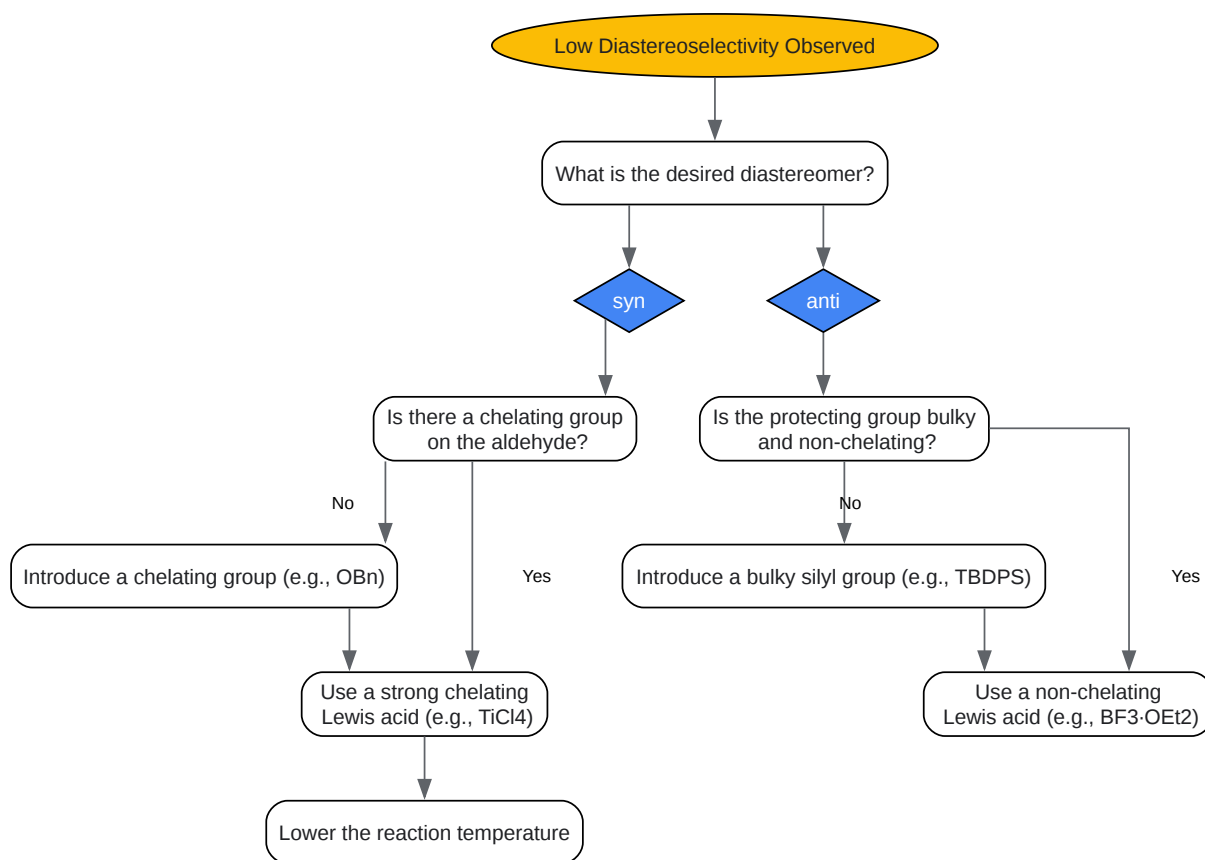 Low Diastereoselectivity Observed
What is the desired diastereomer?
syn
anti
Is there a chelating group
on the aldehyde?
Is the protecting group bulky
and non-chelating?
No
No
Introduce a chelating group (e.g., OBn)
Yes
Introduce a bulky silyl group (e.g., TBDPS)
Yes
Use a strong chelating
Lewis acid (e.g., TiCl4)
Use a non-chelating
Lewis acid (e.g., BF3·OEt2)
Lower the reaction temperature